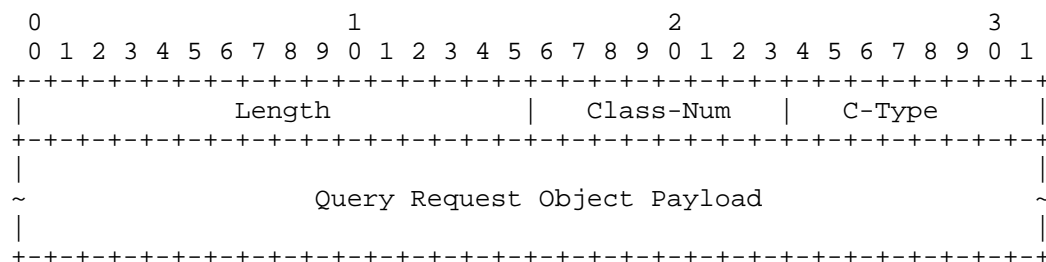 0                   1                   2                   3
 0 1 2 3 4 5 6 7 8 9 0 1 2 3 4 5 6 7 8 9 0 1 2 3 4 5 6 7 8 9 0 1
+-+-+-+-+-+-+-+-+-+-+-+-+-+-+-+-+-+-+-+-+-+-+-+-+-+-+-+-+-+-+-+-+
|             Length            |   Class-Num   |   C-Type      |
+-+-+-+-+-+-+-+-+-+-+-+-+-+-+-+-+-+-+-+-+-+-+-+-+-+-+-+-+-+-+-+-+
|                                                               |
~                  Query Request Object Payload                 ~
|                                                               |
+-+-+-+-+-+-+-+-+-+-+-+-+-+-+-+-+-+-+-+-+-+-+-+-+-+-+-+-+-+-+-+-+